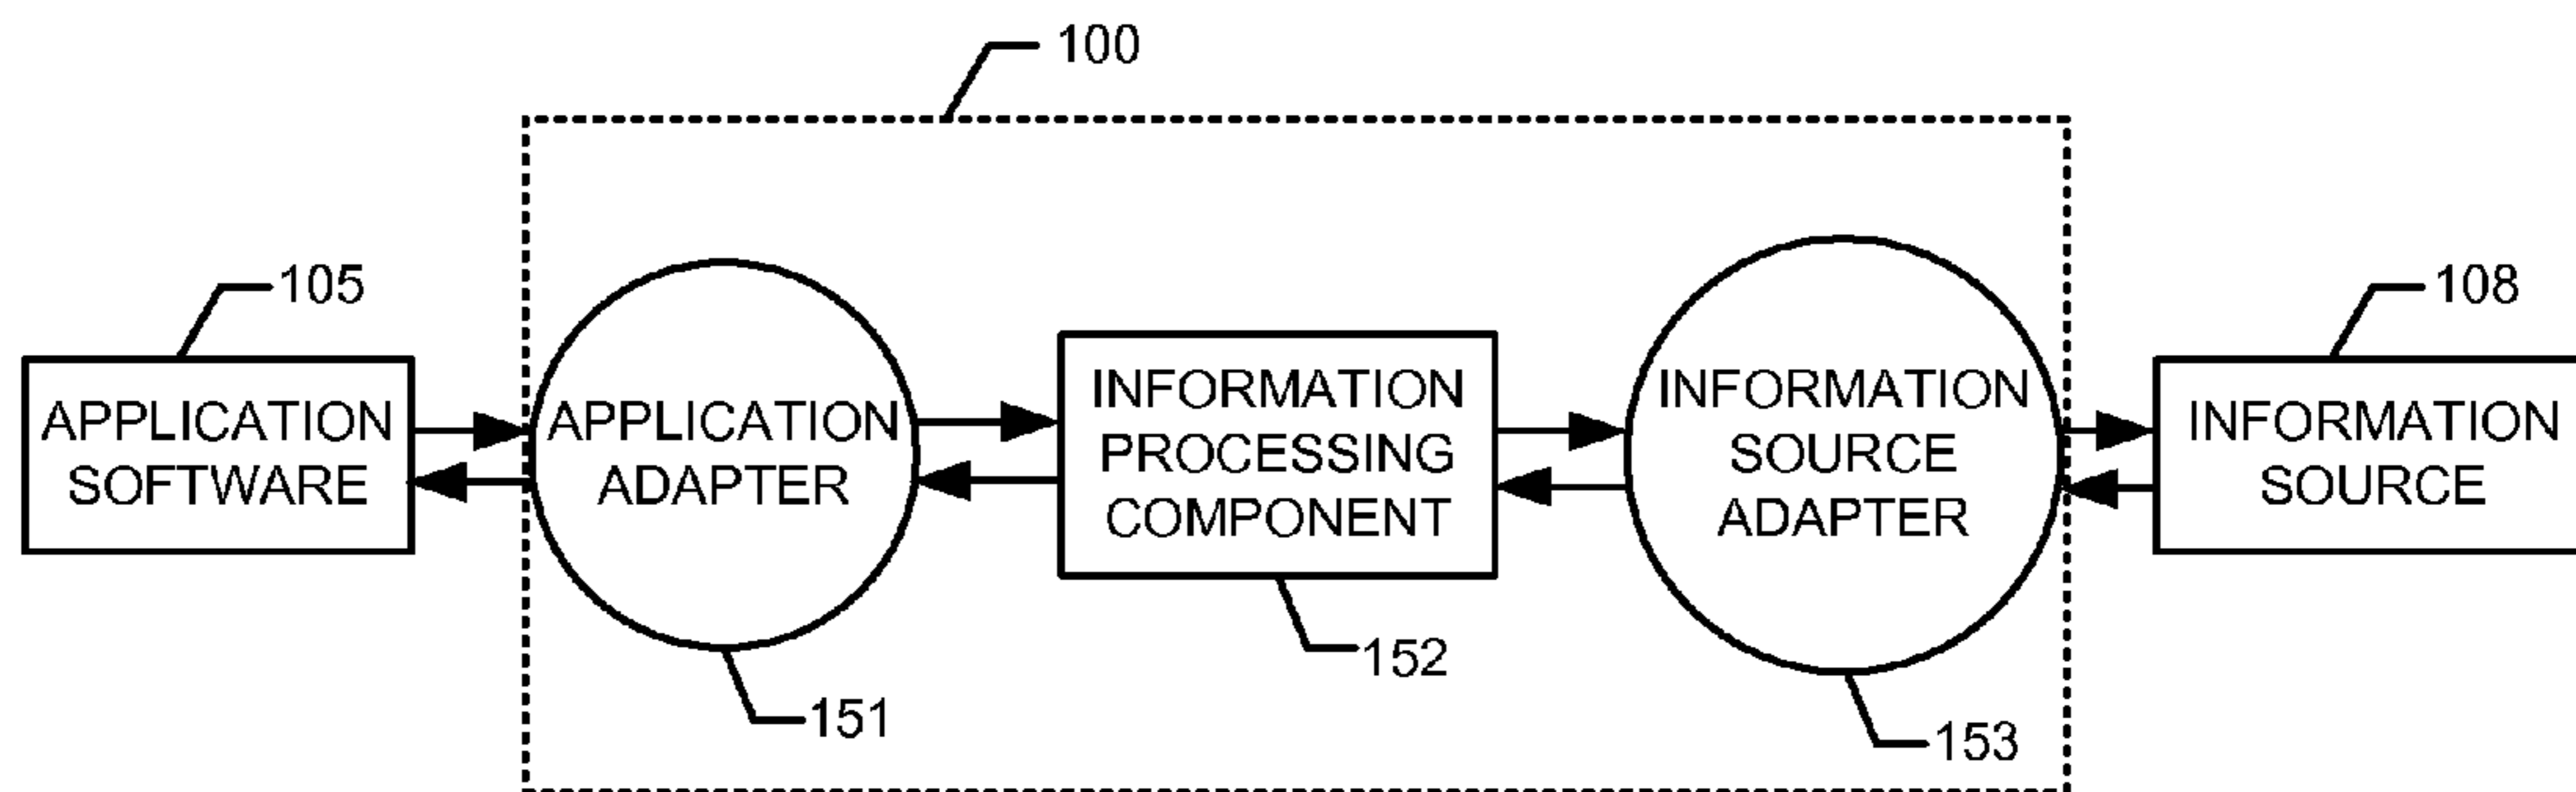 100
105
108
APPLICATION
SOFTWARE
APPLICATION
ADAPTER
INFORMATION
PROCESSING
COMPONENT
INFORMATION
SOURCE
ADAPTER
INFORMATION
SOURCE
152
151
153